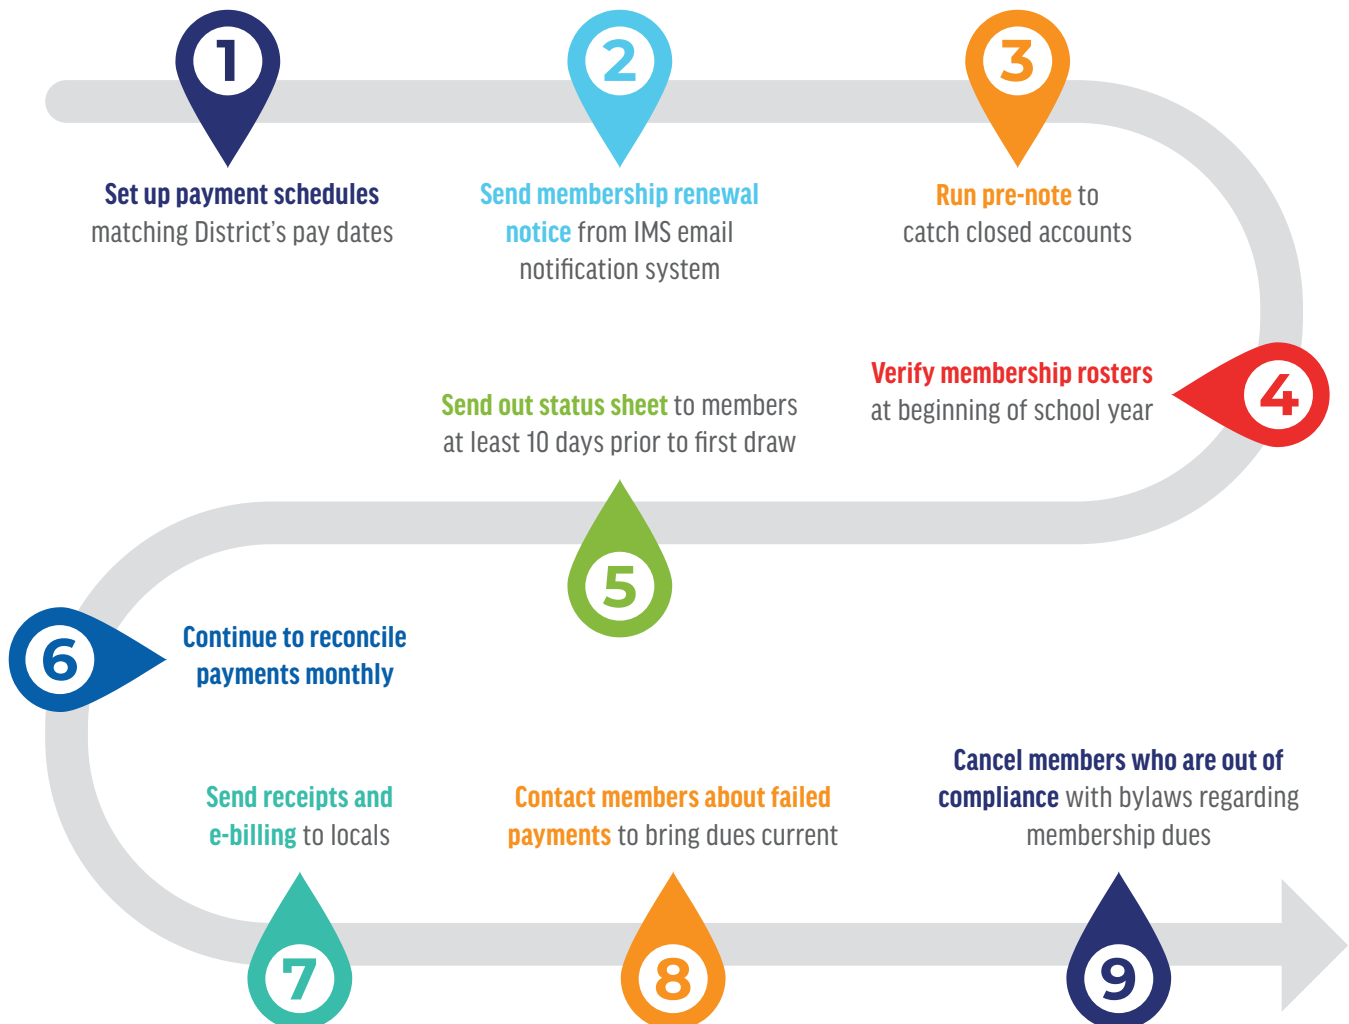 1
Set up payment schedules
matching District's pay dates
2
Send membership renewal
notice from IMS email
notification system
3
Run pre-note to
catch closed accounts
4
Verify membership rosters
at beginning of school year
Send out status sheet to members
at least 10 days prior to first draw
5
6
Continue to reconcile
payments monthly
Send receipts and
e-billing to locals
7
Contact members about failed
payments to bring dues current
8
Cancel members who are out of
compliance with bylaws regarding
membership dues
9